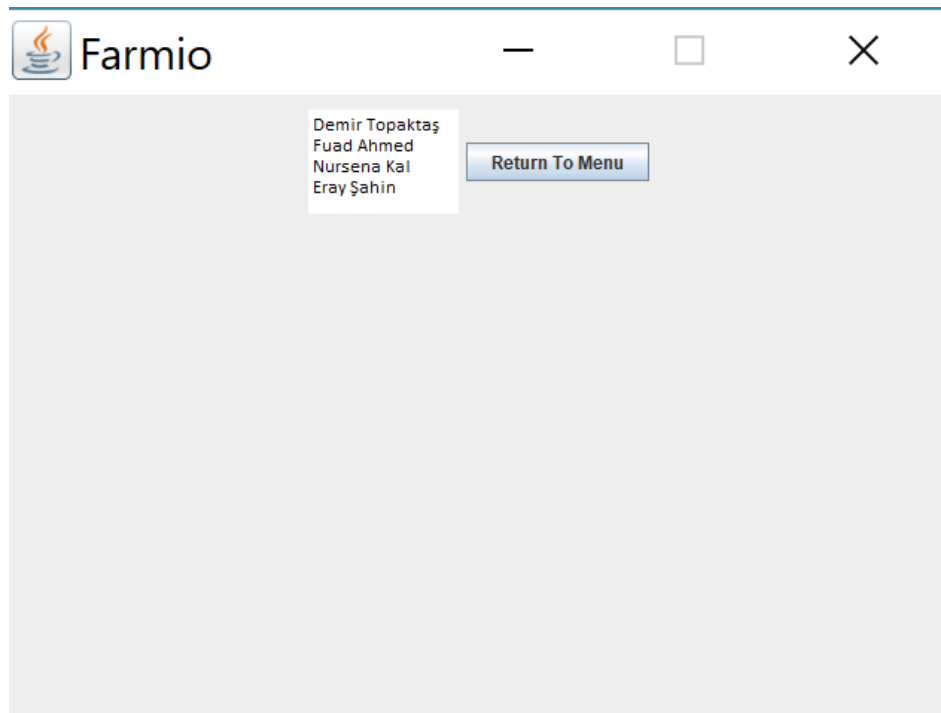 Farmio
Demir Topaktaş
Fuad Ahmed
Nursena Kal
Eray Şahin
Return To Menu